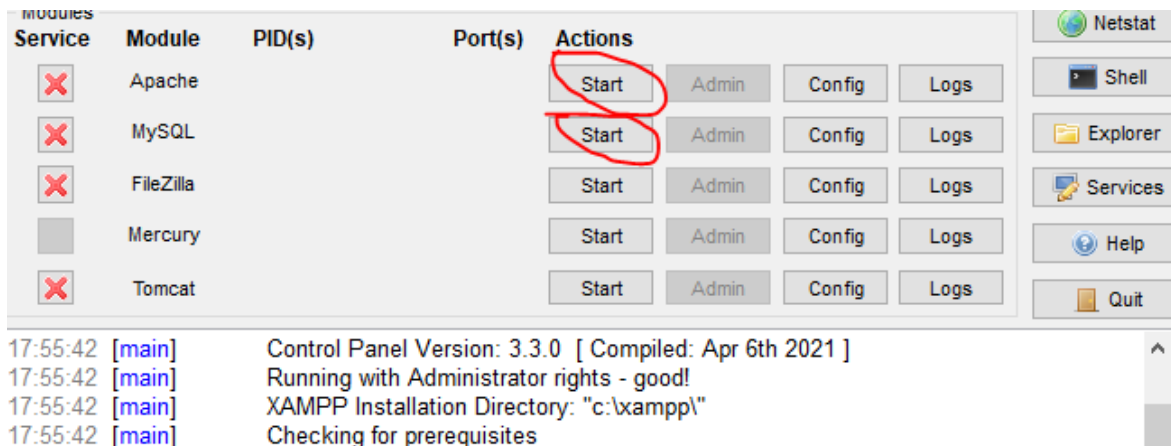 Modules
Service Module PID(s) Port(s) Actions
Netstat
Apache Start Admin Config Logs
Shell
MySQL Start Admin Config Logs
Explorer
FileZilla Start Admin Config Logs
Services
Mercury Start Admin Config Logs
Help
Tomcat Start Admin Config Logs
Quit
17:55:42 [main] Control Panel Version: 3.3.0 [ Compiled: Apr 6th 2021 ]
17:55:42 [main] Running with Administrator rights - good!
17:55:42 [main] XAMPP Installation Directory: "c:\xampp\"
17:55:42 [main] Checking for prerequisites